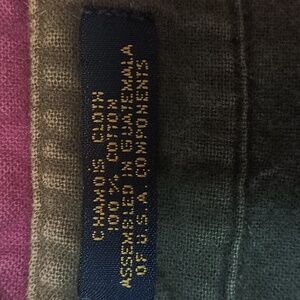 CHAMOIS CLOTH
100% COTTON
ASSEMBLED IN GUATEMALA
OF U.S.A. COMPONENTS